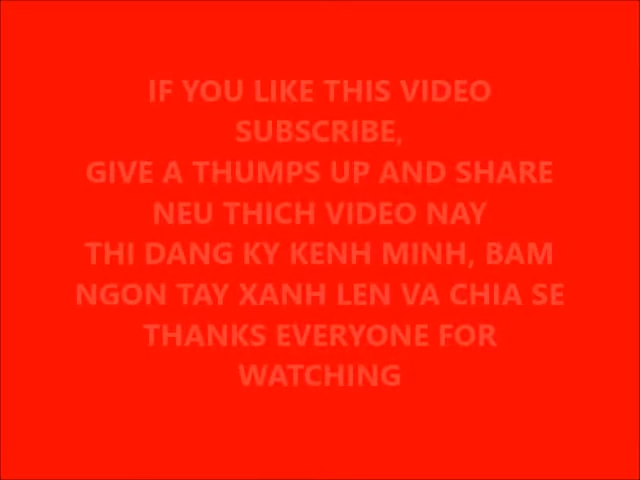 IF YOU LIKE THIS VIDEO
SUBSCRIBE,
GIVE A THUMPS UP AND SHARE
NEU THICH VIDEO NAY
THI DANG KY KENH MINH, BAM
NGON TAY XANH LEN VA CHIA SE
THANKS EVERYONE FOR
WATCHING